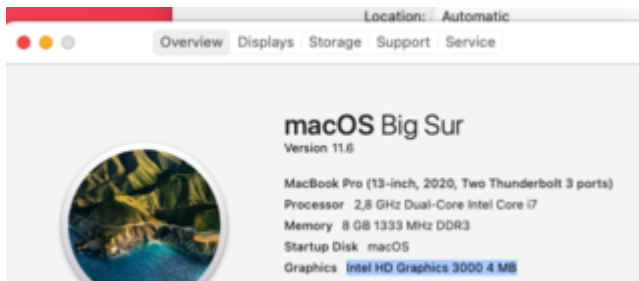 Location: Automatic
Overview Displays Storage Support Service
macOS Big Sur
Version 11.6
MacBook Pro (13-inch, 2020, Two Thunderbolt 3 ports)
Processor 2,8 GHz Dual-Core Intel Core i7
Memory 8 GB 1333 MHz DDR3
Startup Disk macOS
Graphics Intel HD Graphics 3000 4 MB